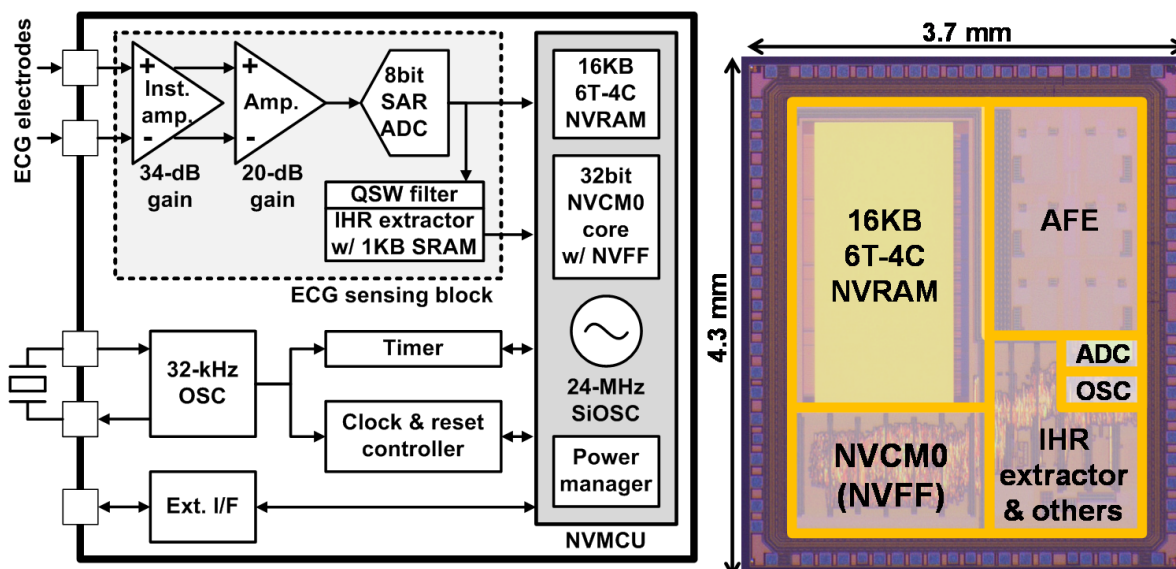 ECG electrodes
+
-
Inst.
amp.
34-dB
gain
+
-
Amp.
20-dB
gain
8bit
SAR
ADC
QSW filter
IHR extractor
w/ 1KB SRAM
ECG sensing block
16KB
6T-4C
NVRAM
32bit
NVCM0
core
w/ NVFF
24-MHz
SiOSC
Power
manager
NVMCU
32-kHz
OSC
Timer
Clock & reset
controller
Ext. I/F
3.7 mm
4.3 mm
16KB
6T-4C
NVRAM
AFE
ADC
OSC
NVCM0
(NVFF)
IHR
extractor
& others